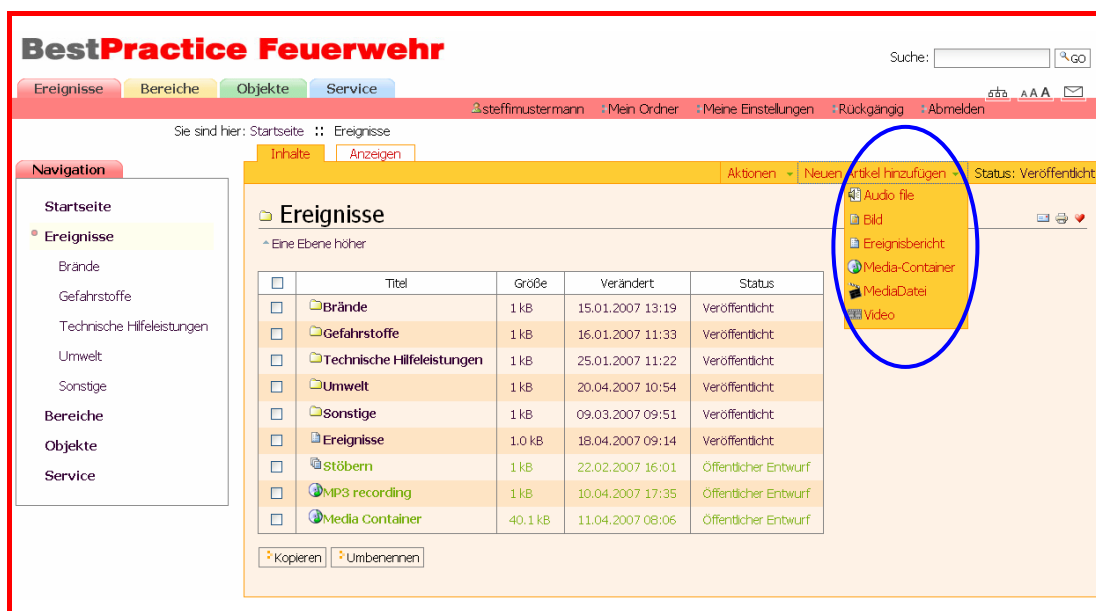 BestPractice Feuerwehr
Suche:
GO
Ereignisse Bereiche Objekte Service
AAA
steffimustermann Mein Ordner Meine Einstellungen Rückgängig Abmelden
Sie sind hier: Startseite :: Ereignisse
Inhalte Anzeigen
Navigation
Aktionen Neuen Artikel hinzufügen Status: Veröffentlicht
Startseite
Ereignisse
Brände
Gefahrstoffe
Technische Hilfeleistungen
Umwelt
Sonstige
Bereiche
Objekte
Service
Audio file
Bild
Ereignisbericht
Media-Container
MediaDatei
Video
Ereignisse
Eine Ebene höher
Titel Größe Verändert Status
Brände 1 kB 15.01.2007 13:19 Veröffentlicht
Gefahrstoffe 1 kB 16.01.2007 11:33 Veröffentlicht
Technische Hilfeleistungen 1 kB 25.01.2007 11:22 Veröffentlicht
Umwelt 1 kB 20.04.2007 10:54 Veröffentlicht
Sonstige 1 kB 09.03.2007 09:51 Veröffentlicht
Ereignisse 1.0 kB 18.04.2007 09:14 Veröffentlicht
Stöbern 1 kB 22.02.2007 16:01 Öffentlicher Entwurf
MP3 recording 1 kB 10.04.2007 17:35 Öffentlicher Entwurf
Media Container 40.1 kB 11.04.2007 08:06 Öffentlicher Entwurf
Kopieren Umbenennen